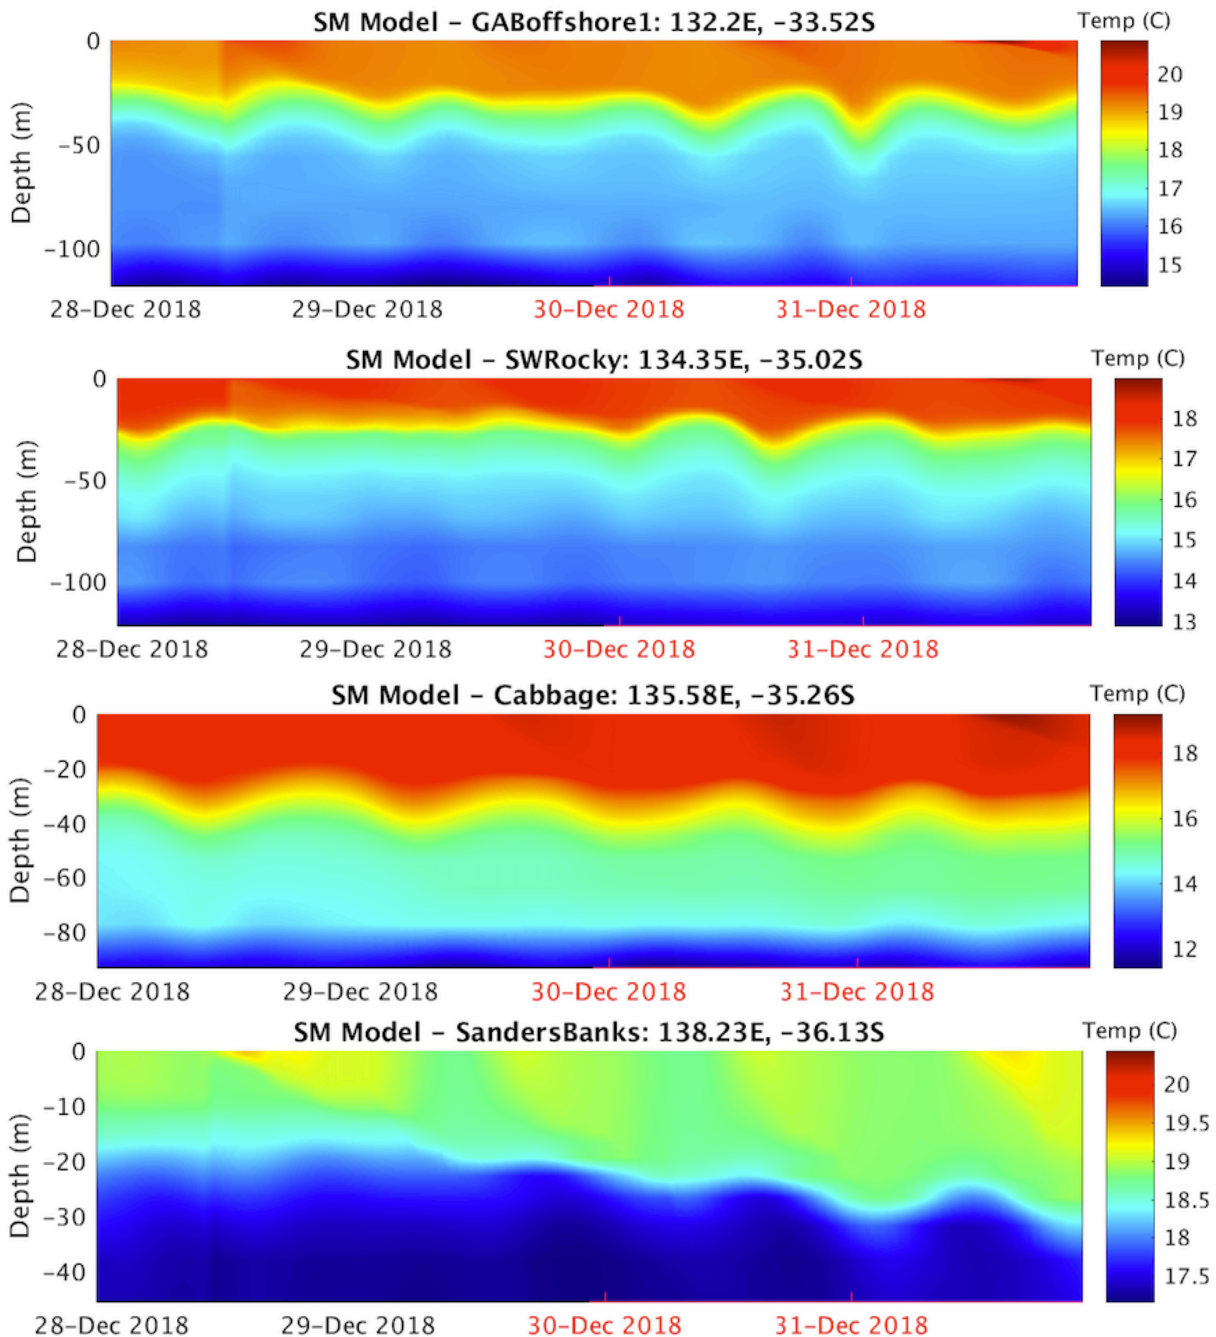 SM Model – GABoffshore1: 132.2E, -33.52S
Temp (C)
0
-50
-100
Depth (m)
20
19
18
17
16
15
28-Dec 2018 29-Dec 2018 30-Dec 2018 31-Dec 2018
SM Model – SWRocky: 134.35E, -35.02S
Temp (C)
0
-50
-100
Depth (m)
18
17
16
15
14
13
28-Dec 2018 29-Dec 2018 30-Dec 2018 31-Dec 2018
SM Model – Cabbage: 135.58E, -35.26S
Temp (C)
0
-20
-40
-60
-80
Depth (m)
18
16
14
12
28-Dec 2018 29-Dec 2018 30-Dec 2018 31-Dec 2018
SM Model – SandersBanks: 138.23E, -36.13S
Temp (C)
0
-10
-20
-30
-40
Depth (m)
20
19.5
19
18.5
18
17.5
28-Dec 2018 29-Dec 2018 30-Dec 2018 31-Dec 2018